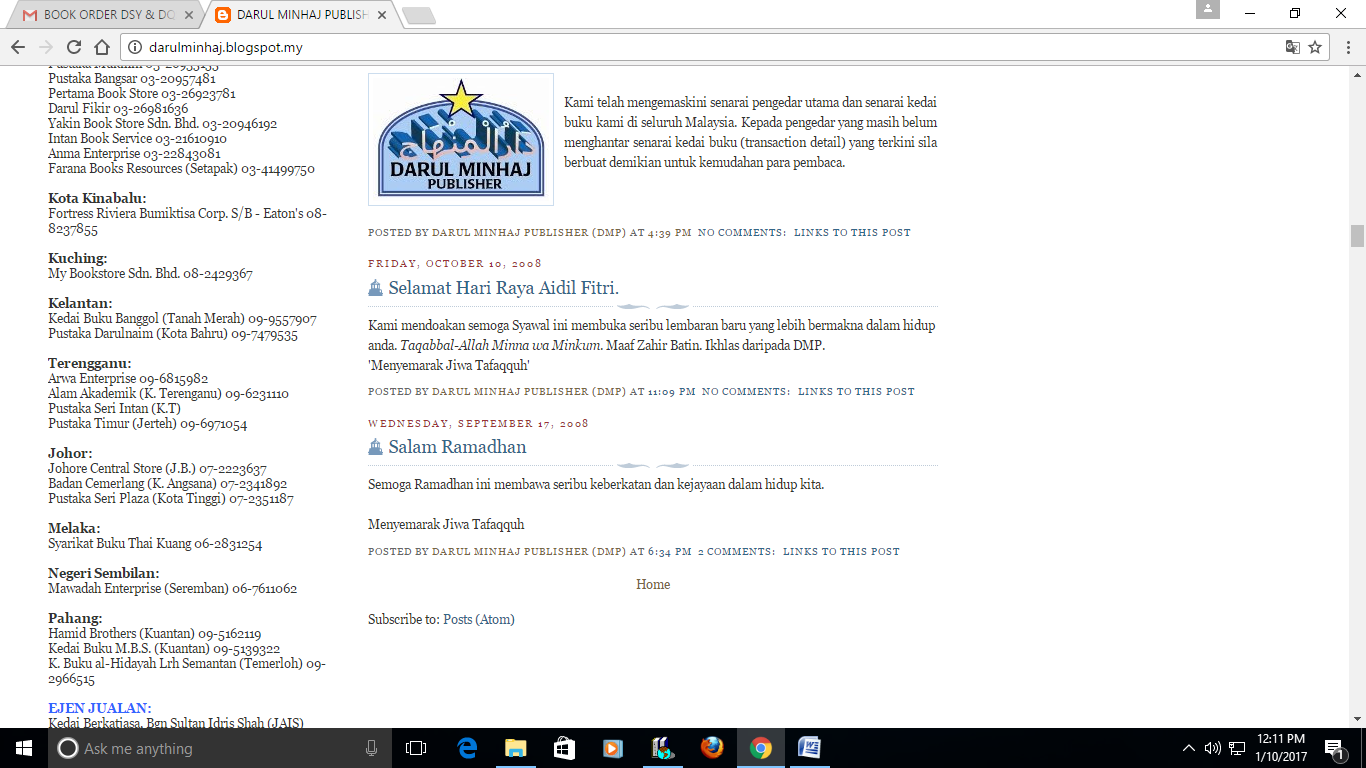 BOOK ORDER DSY & DQ
DARUL MINHAJ PUBLISH
darulminhaj.blogspot.my
Pustaka Bangsar 03-20957481
Pertama Book Store 03-26923781
Darul Fikir 03-26981636
Yakin Book Store Sdn. Bhd. 03-20946192
Intan Book Service 03-21610910
Anma Enterprise 03-22843081
Farana Books Resources (Setapak) 03-41499750
Kota Kinabalu:
Fortress Riviera Bumiktisa Corp. S/B - Eaton's 08-
8237855
Kuching:
My Bookstore Sdn. Bhd. 08-2429367
Kelantan:
Kedai Buku Banggol (Tanah Merah) 09-9557907
Pustaka Darulnaim (Kota Bahru) 09-7479535
Terengganu:
Arwa Enterprise 09-6815982
Alam Akademik (K. Terenganu) 09-6231110
Pustaka Seri Intan (K.T)
Pustaka Timur (Jerteh) 09-6971054
Johor:
Johore Central Store (J.B.) 07-2223637
Badan Cemerlang (K. Angsana) 07-2341892
Pustaka Seri Plaza (Kota Tinggi) 07-2351187
Melaka:
Syarikat Buku Thai Kuang 06-2831254
Negeri Sembilan:
Mawadah Enterprise (Seremban) 06-7611062
Pahang:
Hamid Brothers (Kuantan) 09-5162119
Kedai Buku M.B.S. (Kuantan) 09-5139322
K. Buku al-Hidayah Lrh Semantan (Temerloh) 09-
2966515
EJEN JUALAN:
Kedai Berkatjasa, Bgn Sultan Idris Shah (JAIS)
دار المنهاج
DARUL MINHAJ
PUBLISHER
Kami telah mengemaskini senarai pengedar utama dan senarai kedai
buku kami di seluruh Malaysia. Kepada pengedar yang masih belum
menghantar senarai kedai buku (transaction detail) yang terkini sila
berbuat demikian untuk kemudahan para pembaca.
POSTED BY DARUL MINHAJ PUBLISHER (DMP) AT 4:39 PM NO COMMENTS: LINKS TO THIS POST
FRIDAY, OCTOBER 10, 2008
Selamat Hari Raya Aidil Fitri.
Kami mendoakan semoga Syawal ini membuka seribu lembaran baru yang lebih bermakna dalam hidup
anda. Taqabbal-Allah Minna wa Minkum. Maaf Zahir Batin. Ikhlas daripada DMP.
'Menyemarak Jiwa Tafaqquh'
POSTED BY DARUL MINHAJ PUBLISHER (DMP) AT 11:09 PM NO COMMENTS: LINKS TO THIS POST
WEDNESDAY, SEPTEMBER 17, 2008
Salam Ramadhan
Semoga Ramadhan ini membawa seribu keberkatan dan kejayaan dalam hidup kita.
Menyemarak Jiwa Tafaqquh
POSTED BY DARUL MINHAJ PUBLISHER (DMP) AT 6:34 PM 2 COMMENTS: LINKS TO THIS POST
Home
Subscribe to: Posts (Atom)
Ask me anything
12:11 PM
1/10/2017
1